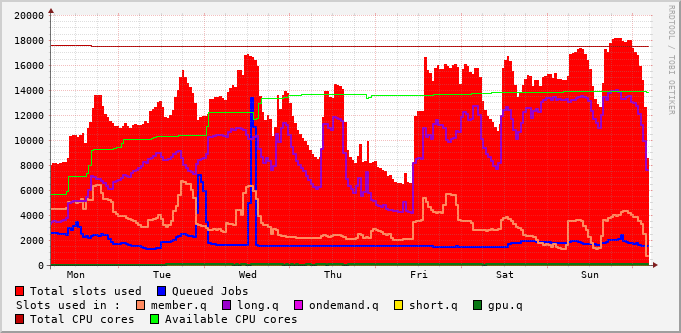 20000
18000
16000
14000
12000
10000
8000
6000
4000
2000
0
Mon Tue Wed Thu Fri Sat Sun
Total slots used Queued Jobs
Slots used in : member.q long.q ondemand.q short.q gpu.q
Total CPU cores Available CPU cores
RRDTOOL / TOBI OETIKER